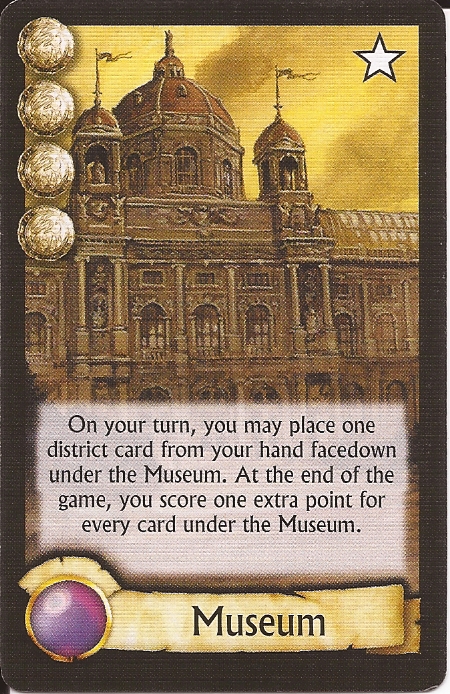 On your turn, you may place one
district card from your hand facedown
under the Museum. At the end of the
game, you score one extra point for
every card under the Museum.
Museum